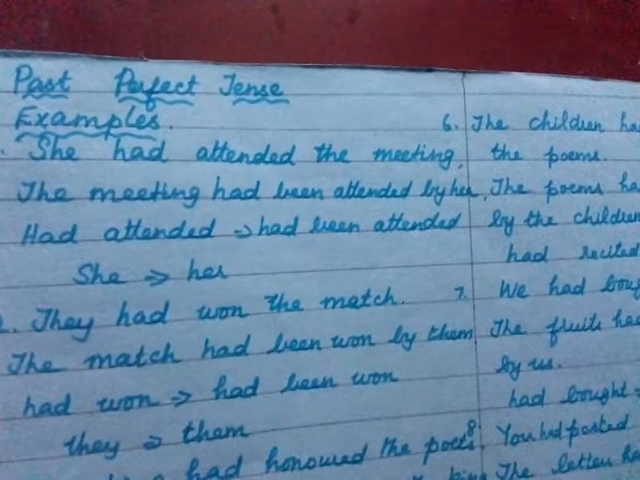 Past Perfect Tense
Examples.
She had attended the meeting.
The meeting had been attended by her.
Had attended → had been attended
She ⇒ her
2. They had won the match.
The match had been won by them
had won → had been won
they ⇒ them
had honoured the poets
6. The children
the poems.
The poems
by the children
had recited
7. We had
The fruits
by us.
had bought
8. You had posted
The letter